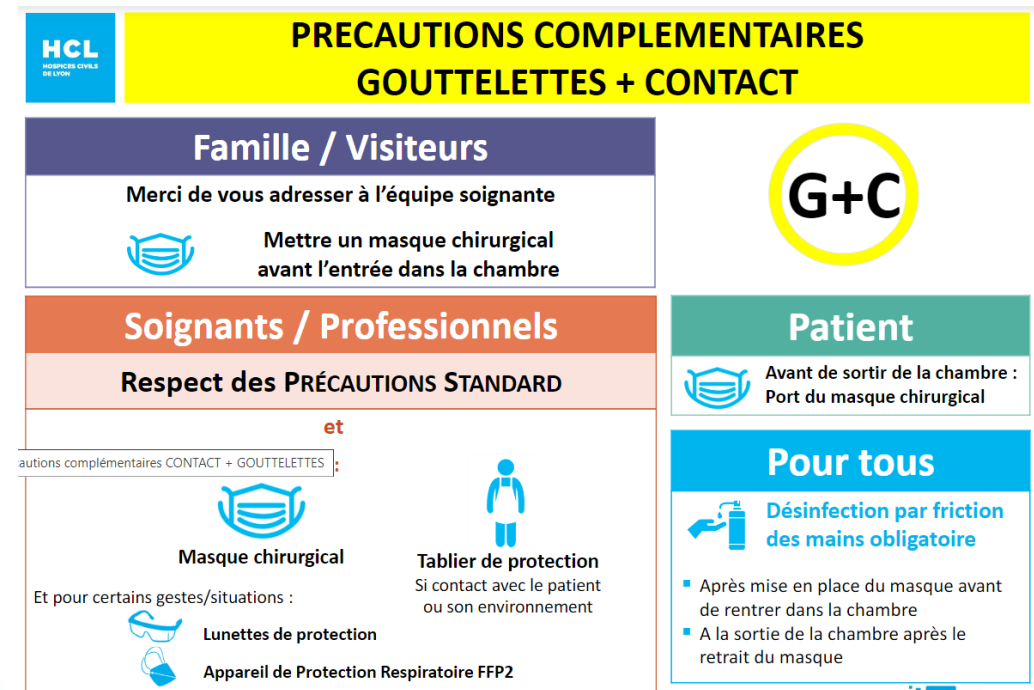 HCL
HOSPICES CIVILS
DE LYON
PRECAUTIONS COMPLEMENTAIRES
GOUTTELETTES + CONTACT
Famille / Visiteurs
Merci de vous adresser à l'équipe soignante
Mettre un masque chirurgical
avant l'entrée dans la chambre
G+C
Soignants / Professionnels
Respect des PRÉCAUTIONS STANDARD
et
autions complémentaires CONTACT + GOUTTELETTES
:
Masque chirurgical
Tablier de protection
Si contact avec le patient
ou son environnement
Et pour certains gestes/situations :
Lunettes de protection
Appareil de Protection Respiratoire FFP2
Patient
Avant de sortir de la chambre :
Port du masque chirurgical
Pour tous
Désinfection par friction
des mains obligatoire
▪ Après mise en place du masque avant
de rentrer dans la chambre
▪ A la sortie de la chambre après le
retrait du masque